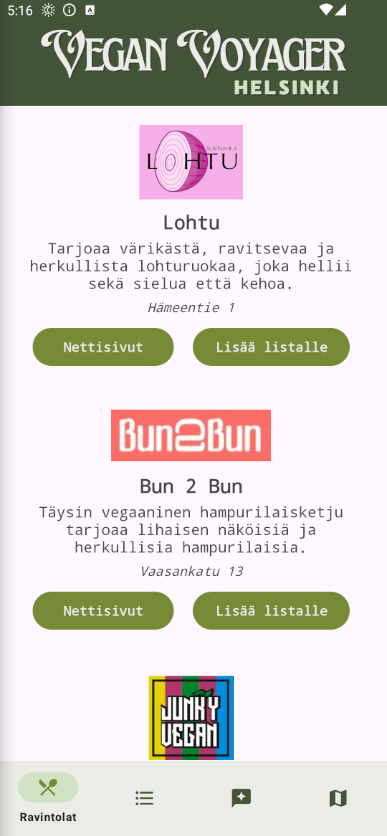 5:16
VEGAN VOYAGER
HELSINKI
RAVINTOLA
LOHTU
Lohtu
Tarjoaa värikästä, ravitsevaa ja
herkullista lohturuokaa, joka hellii
sekä sielua että kehoa.
Hämeentie 1
Nettisivut
Lisää listalle
Bun2Bun
Bun 2 Bun
Täysin vegaaninen hampurilaisketju
tarjoaa lihaisen näköisiä ja
herkullisia hampurilaisia.
Vaasankatu 13
Nettisivut
Lisää listalle
JUNKY
VEGAN
Ravintolat